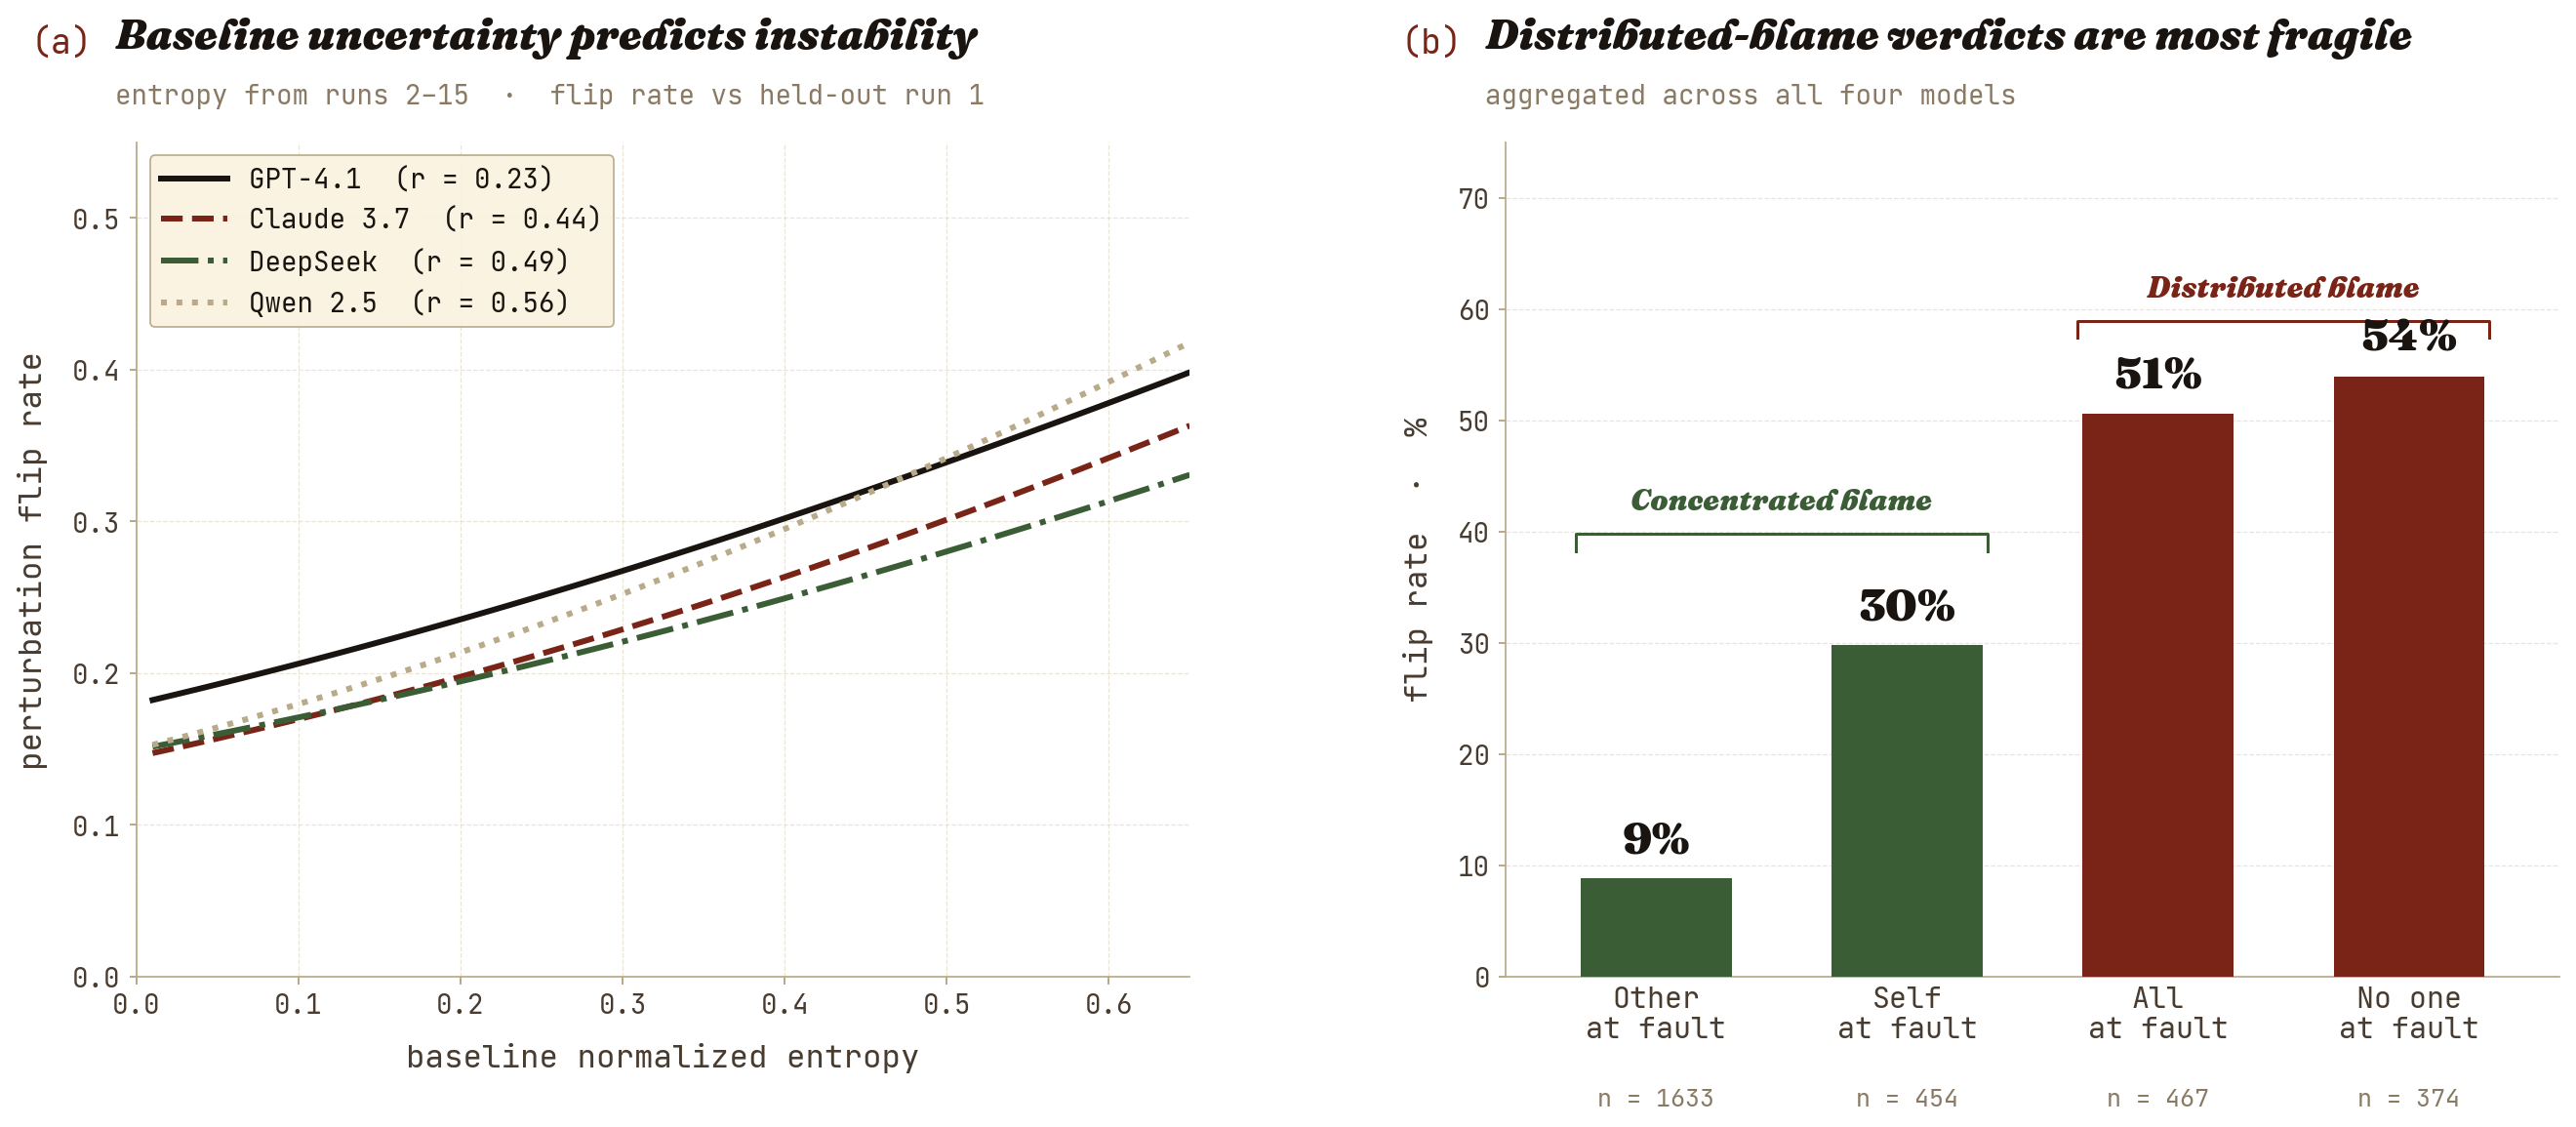 (a) Baseline uncertainty predicts instability
entropy from runs 2–15 · flip rate vs held-out run 1
GPT-4.1 (r = 0.23)
Claude 3.7 (r = 0.44)
DeepSeek (r = 0.49)
Qwen 2.5 (r = 0.56)
perturbation flip rate
0.5
0.4
0.3
0.2
0.1
0.0
0.0 0.1 0.2 0.3 0.4 0.5 0.6
baseline normalized entropy
(b) Distributed-blame verdicts are most fragile
aggregated across all four models
flip rate · %
70
60
50
40
30
20
10
0
Distributed blame
54%
51%
Concentrated blame
30%
9%
Other at fault
Self at fault
All at fault
No one at fault
n = 1633 n = 454 n = 467 n = 374